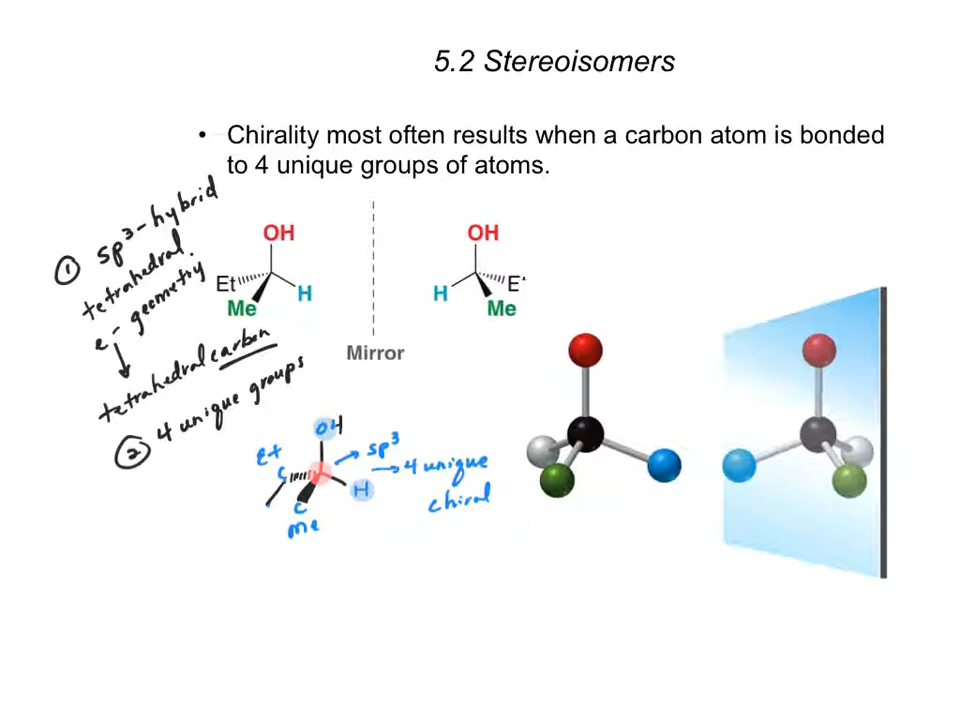 5.2 Stereoisomers
• Chirality most often results when a carbon atom is bonded
to 4 unique groups of atoms.
① sp³-hybrid
tetrahedral.
e⁻ geometry
tetrahedral carbon
② 4 unique groups
OH
Et
H
Me
Mirror
OH
H
E
Me
OH
Et
C
H
C
Me
sp³
→ 4 unique
chiral